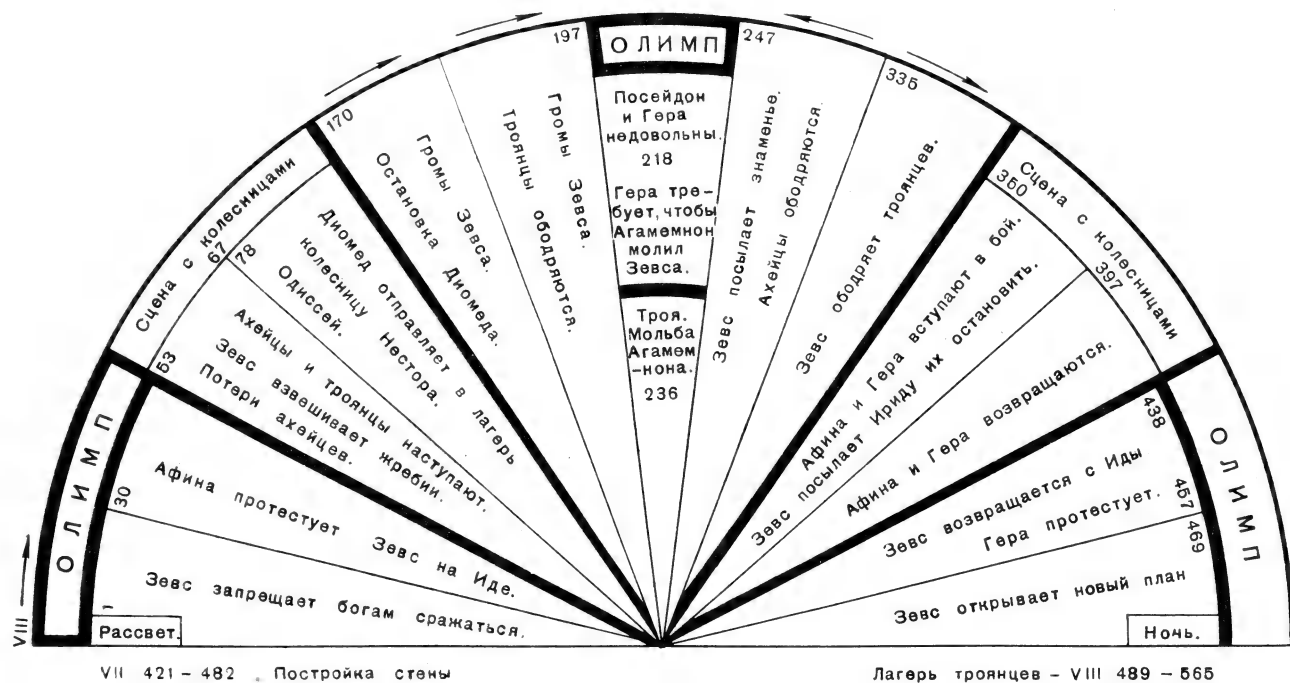 VIII
ОЛИМП
1
Рассвет.
Зевс запрещает богам сражаться.
30
Афина протестует Зевс на Иде.
53
Сцена с колесницами
67
Ахейцы и троянцы наступают.
Зевс взвешивает жребии.
Потери ахейцев.
78
Диомед отправляет в лагерь
колесницу Нестора.
Одиссей.
170
Громы Зевса.
Остановка Диомеда.
197
Громы Зевса.
Троянцы ободряются.
ОЛИМП
Посейдон
и Гера
недовольны.
218
Гера тре-
бует, чтобы
Агамемнон
молил
Зевса.
Троя.
Мольба
Агамем
-нона.
236
247
Зевс посылает знаменье.
Ахейцы ободряются.
335
Зевс ободряет троянцев.
Сцена с колесницами
350
Афина и Гера вступают в бой.
Зевс посылает Ириду их остановить.
397
Афина и Гера возвращаются.
ОЛИМП
438
Зевс возвращается с Иды
457
Гера протестует.
469
Зевс открывает новый план
Ночь.
VII 421 – 482 Постройка стены
Лагерь троянцев – VIII 489 – 565